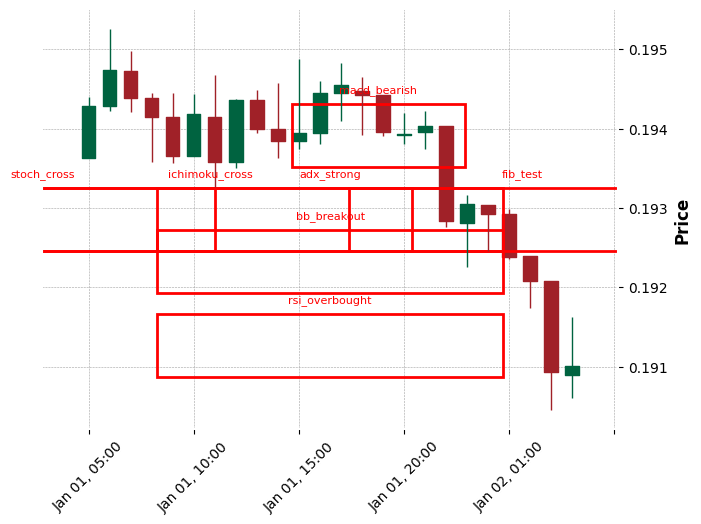 0.195
macd_bearish
0.194
stoch_cross
ichimoku_cross
adx_strong
fib_test
0.193
bb_breakout
0.192
rsi_overbought
0.191
Price
Jan 01, 05:00
Jan 01, 10:00
Jan 01, 15:00
Jan 01, 20:00
Jan 02, 01:00